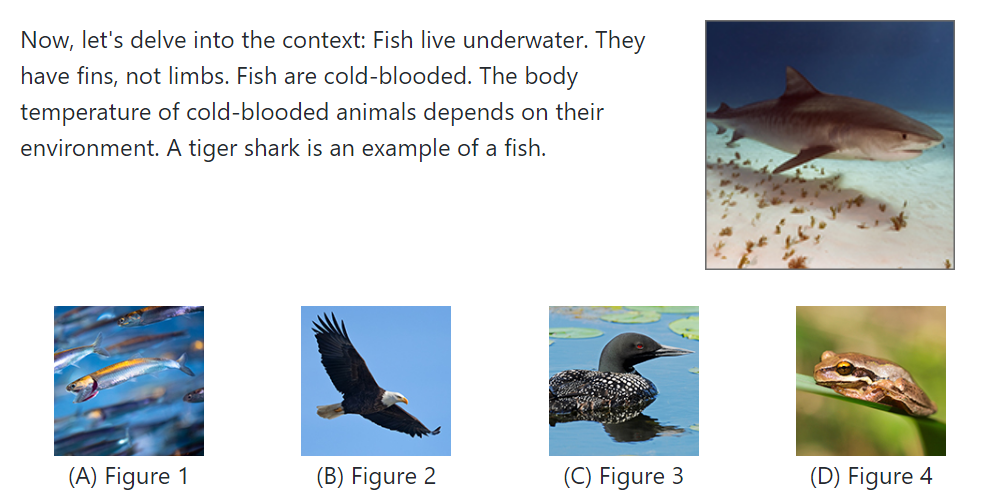 Now, let's delve into the context: Fish live underwater. They
have fins, not limbs. Fish are cold-blooded. The body
temperature of cold-blooded animals depends on their
environment. A tiger shark is an example of a fish.
(A) Figure 1
(B) Figure 2
(C) Figure 3
(D) Figure 4